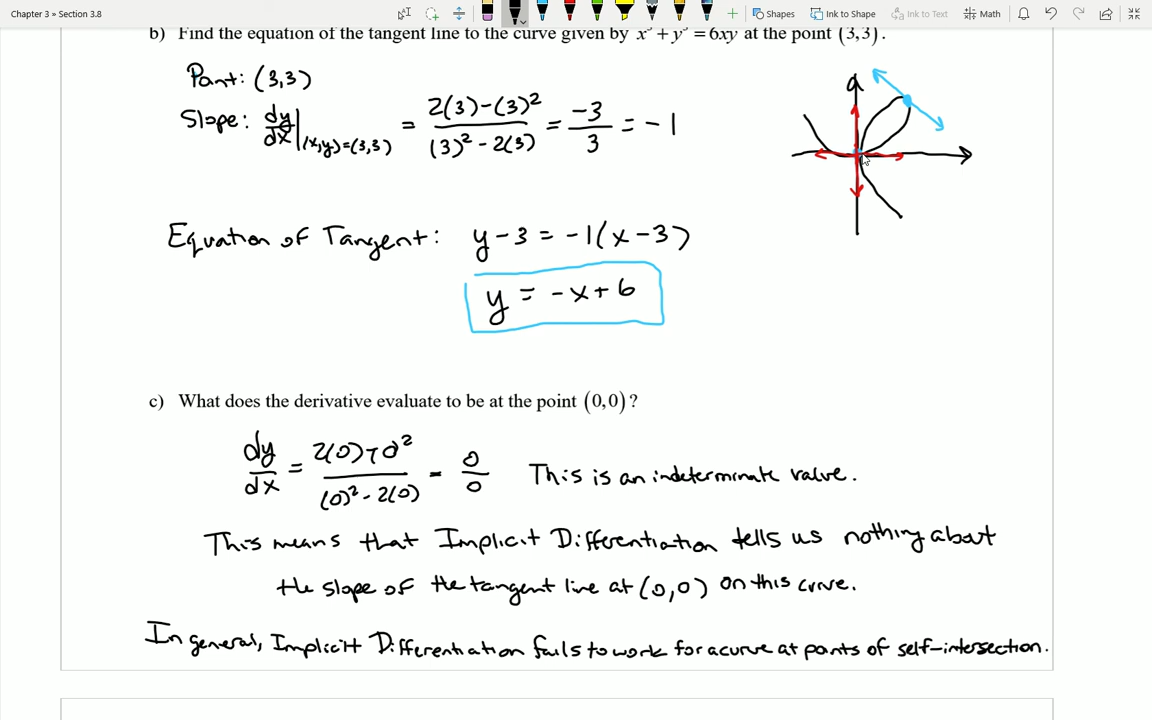 Chapter 3 » Section 3.8
Shapes
Ink to Shape
Ink to Text
Math
b) Find the equation of the tangent line to the curve given by x³ + y³ = 6xy at the point (3,3).
Point: (3,3)
Slope: dy/dx|(x,y)=(3,3) = (2(3)-(3)²)/((3)²-2(3)) = -3/3 = -1
Equation of Tangent: y-3 = -1(x-3)
y = -x+6
c) What does the derivative evaluate to be at the point (0,0)?
dy/dx = (2(0)-0²)/((0)²-2(0)) = 0/0 This is an indeterminate value.
This means that Implicit Differentiation tells us nothing about
the slope of the tangent line at (0,0) on this curve.
In general, Implicit Differentiation fails to work for a curve at points of self-intersection.